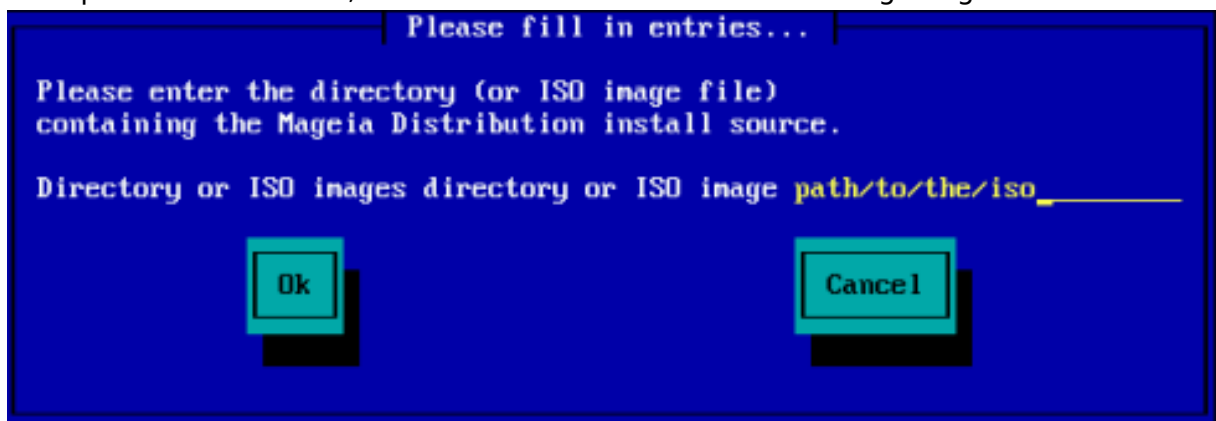 Please fill in entries...
Please enter the directory (or ISO image file)
containing the Mageia Distribution install source.
Directory or ISO images directory or ISO image path/to/the/iso
Ok
Cancel